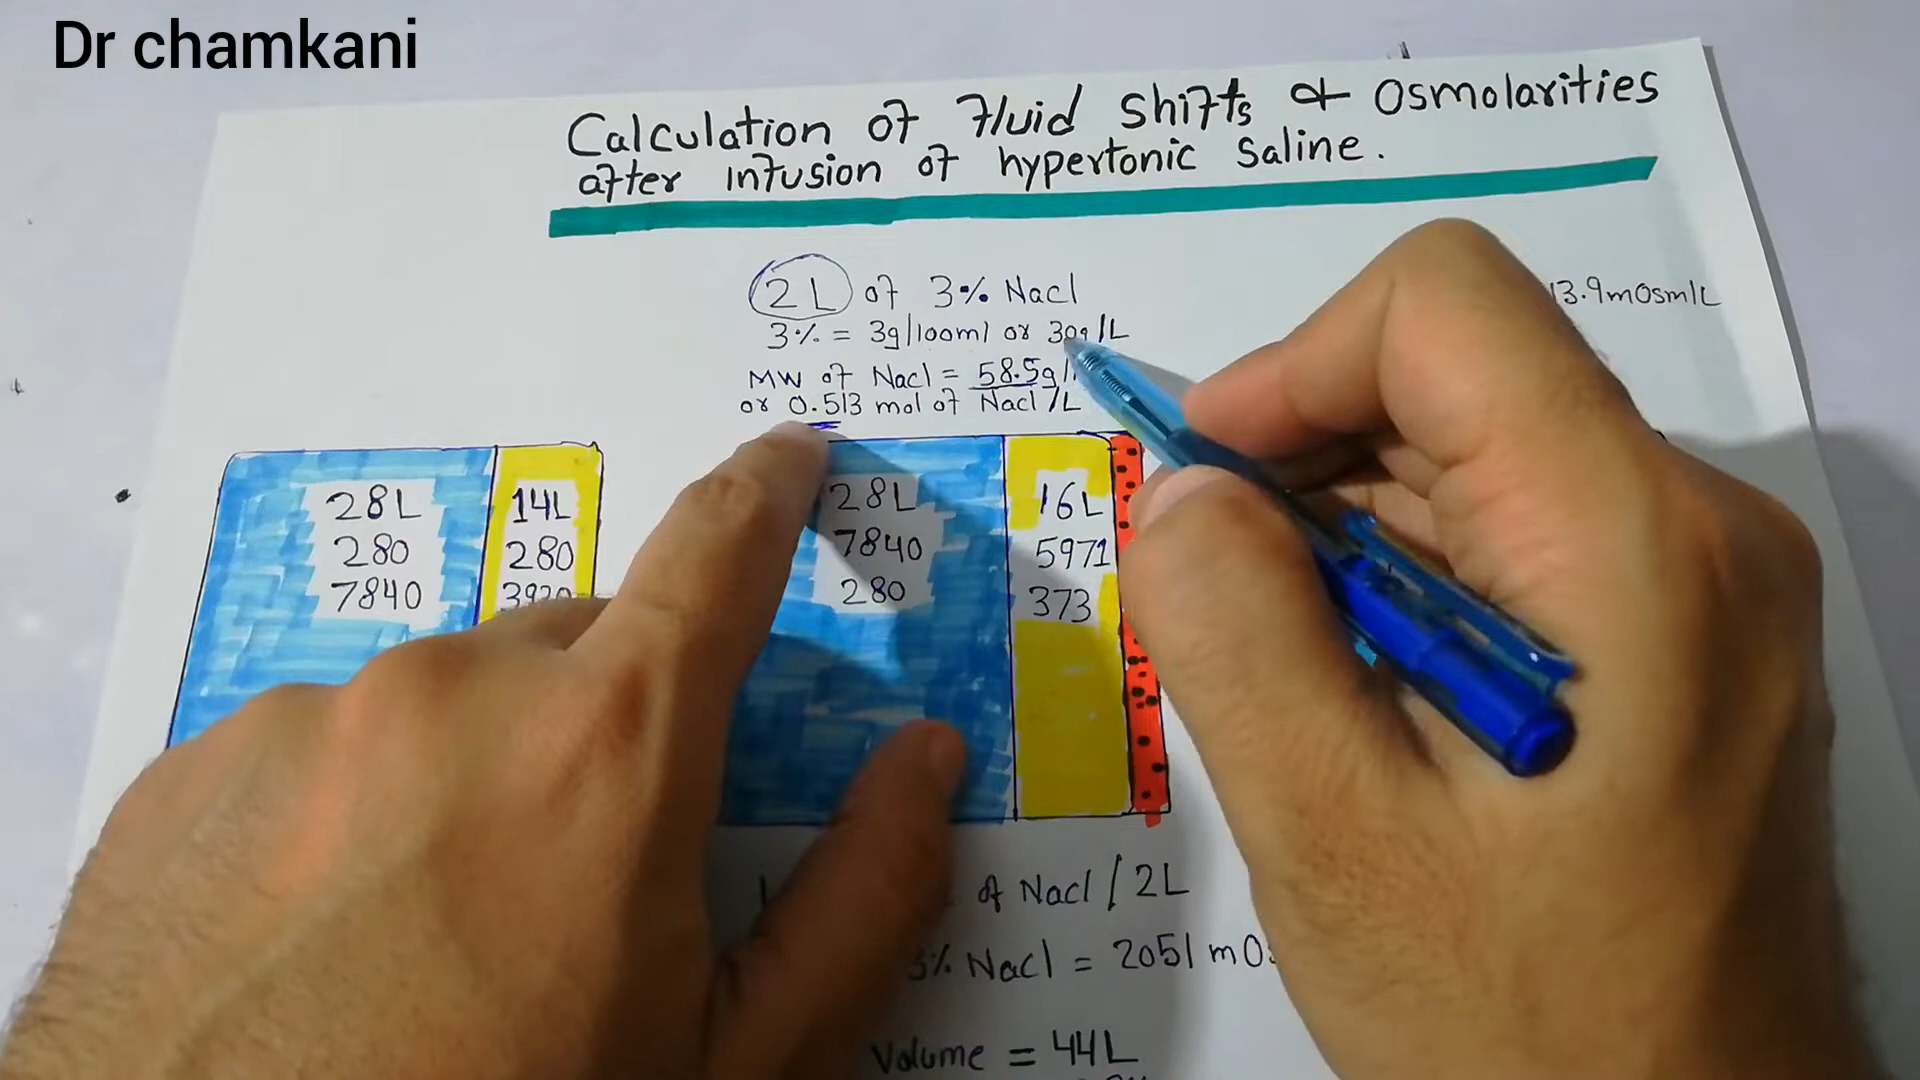 Dr chamkani
Calculation of Fluid Shifts & Osmolarities
after infusion of hypertonic saline.
2L of 3% Nacl
13.9mOsm/L
3% = 3g/100ml or 30g/L
MW of Nacl = 58.5g/
or 0.513 mol of Nacl/L
28L
280
7840
14L
280
3920
28L
7840
280
16L
5971
373
of Nacl/2L
3% Nacl = 2051 mOs
Volume = 44L